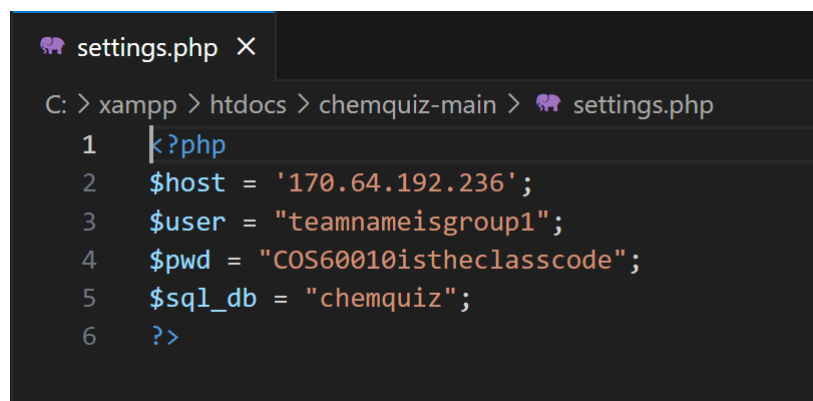 settings.php ×
C: > xampp > htdocs > chemquiz-main > settings.php
1 <?php
2 $host = '170.64.192.236';
3 $user = "teamnameisgroup1";
4 $pwd = "COS60010istheclasscode";
5 $sql_db = "chemquiz";
6 ?>